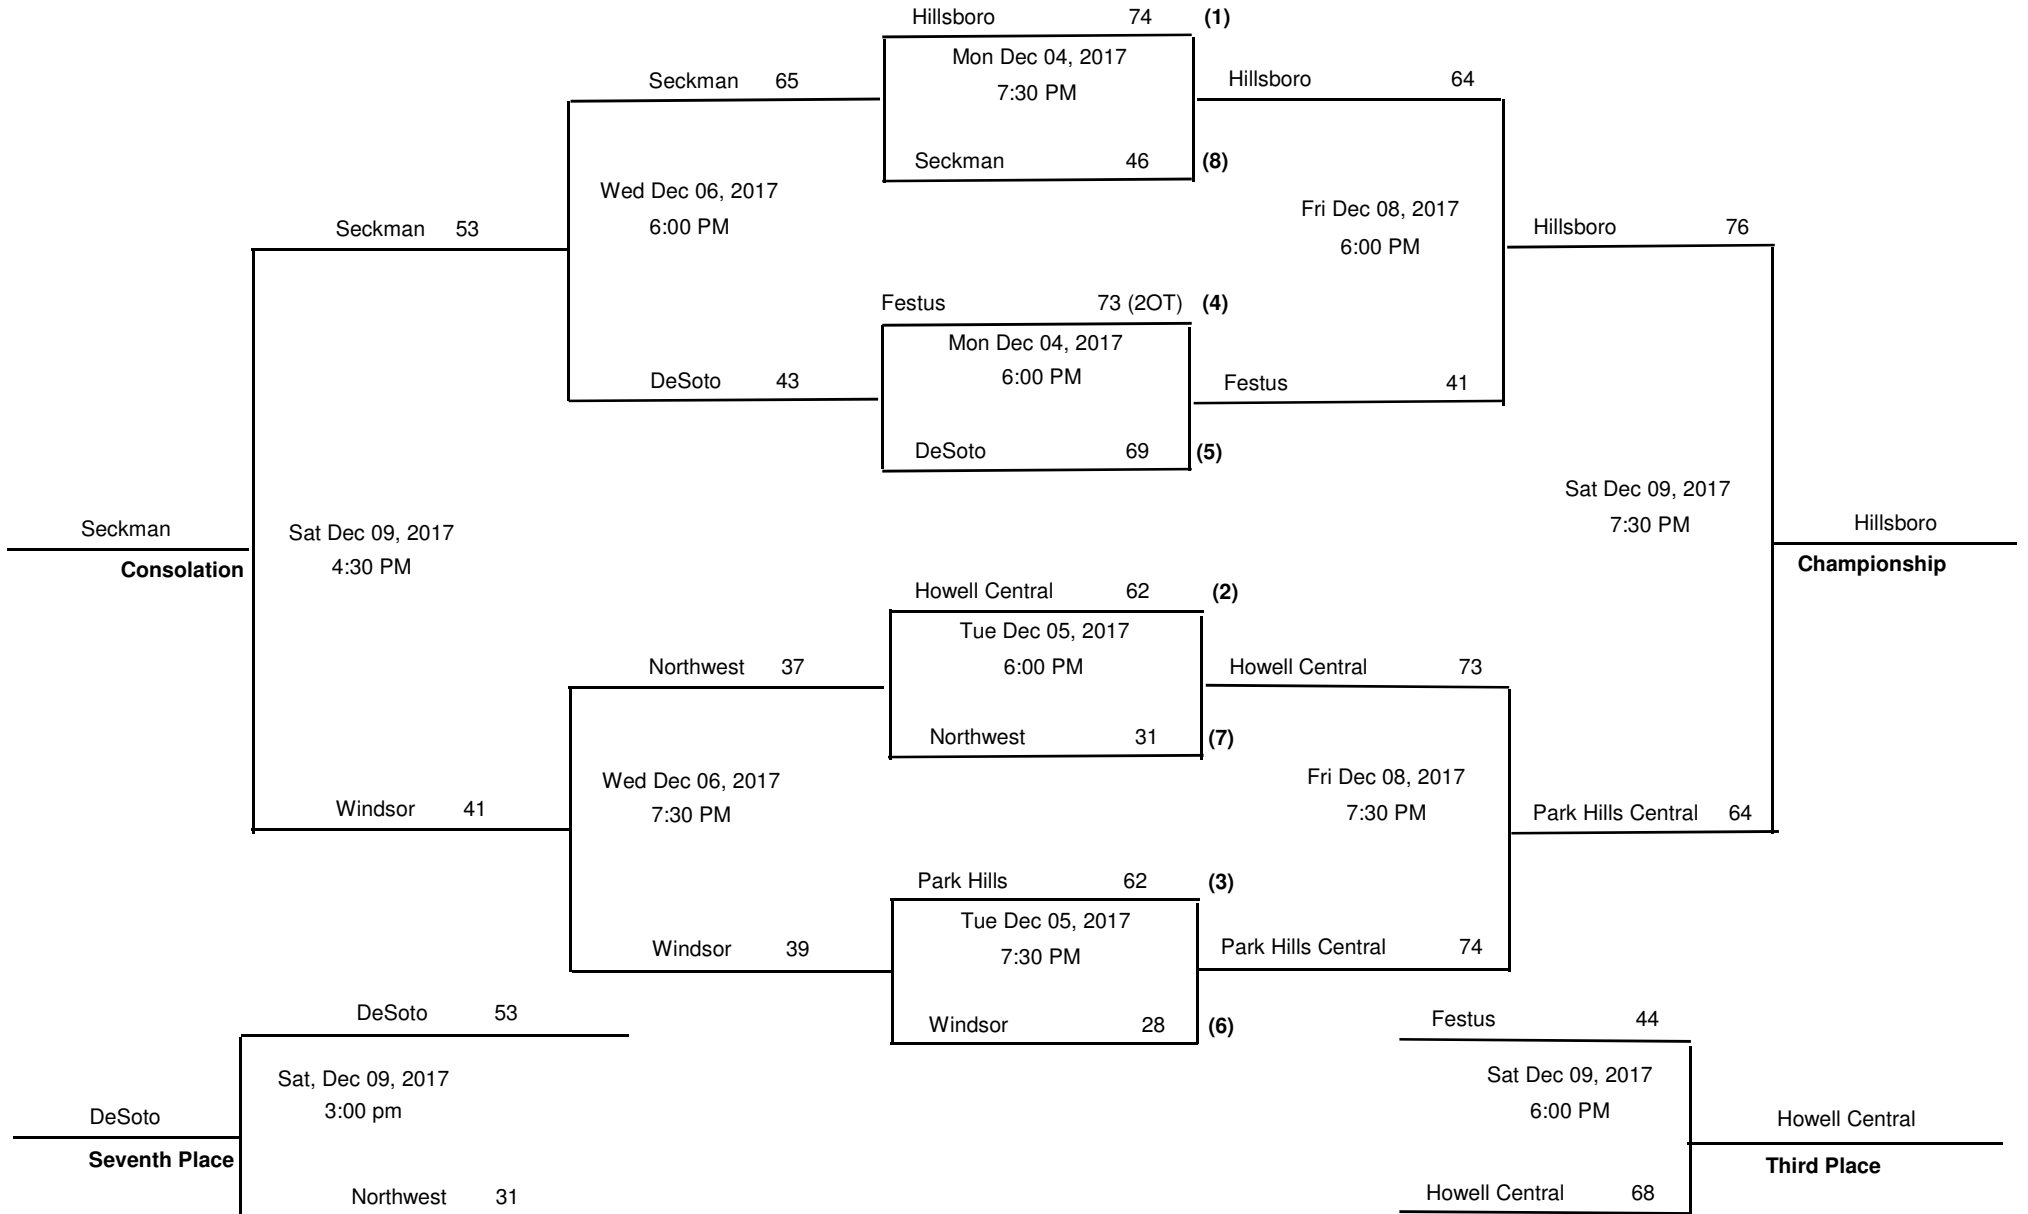 Hillsboro 74 (1)
Mon Dec 04, 2017
Seckman 65
7:30 PM
Hillsboro 64
Seckman 46 (8)
Wed Dec 06, 2017
6:00 PM
Fri Dec 08, 2017
6:00 PM
Seckman 53
Hillsboro 76
Festus 73 (2OT) (4)
Mon Dec 04, 2017
6:00 PM
DeSoto 43
Festus 41
DeSoto 69 (5)
Sat Dec 09, 2017
7:30 PM
Seckman
Consolation
Sat Dec 09, 2017
4:30 PM
Hillsboro
Championship
Howell Central 62 (2)
Tue Dec 05, 2017
6:00 PM
Northwest 37
Howell Central 73
Northwest 31 (7)
Wed Dec 06, 2017
7:30 PM
Fri Dec 08, 2017
7:30 PM
Windsor 41
Park Hills Central 64
Park Hills 62 (3)
Tue Dec 05, 2017
7:30 PM
Windsor 39
Park Hills Central 74
Windsor 28 (6)
DeSoto 53
Festus 44
Sat, Dec 09, 2017
3:00 pm
Sat Dec 09, 2017
6:00 PM
DeSoto
Seventh Place
Howell Central
Third Place
Northwest 31
Howell Central 68